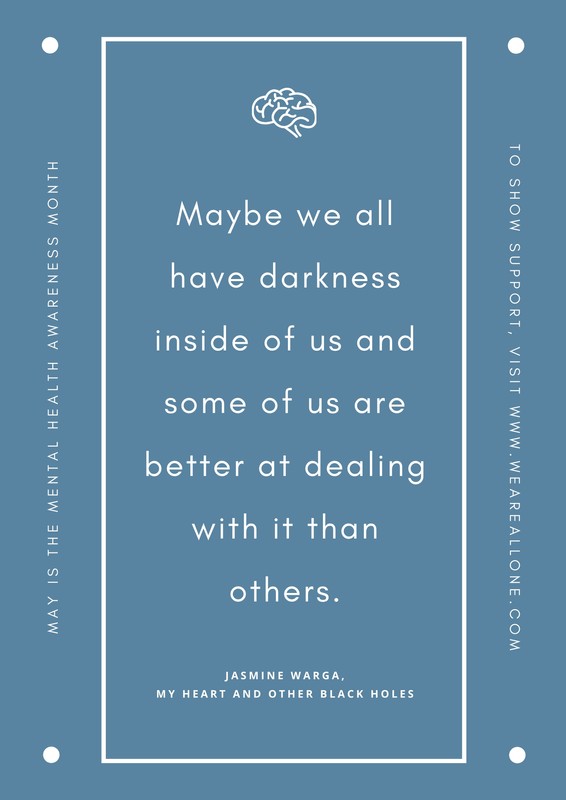 MAY IS THE MENTAL HEALTH AWARENESS MONTH
Maybe we all
have darkness
inside of us and
some of us are
better at dealing
with it than
others.
JASMINE WARGA,
MY HEART AND OTHER BLACK HOLES
TO SHOW SUPPORT, VISIT WWW.WEAREALLONE.COM